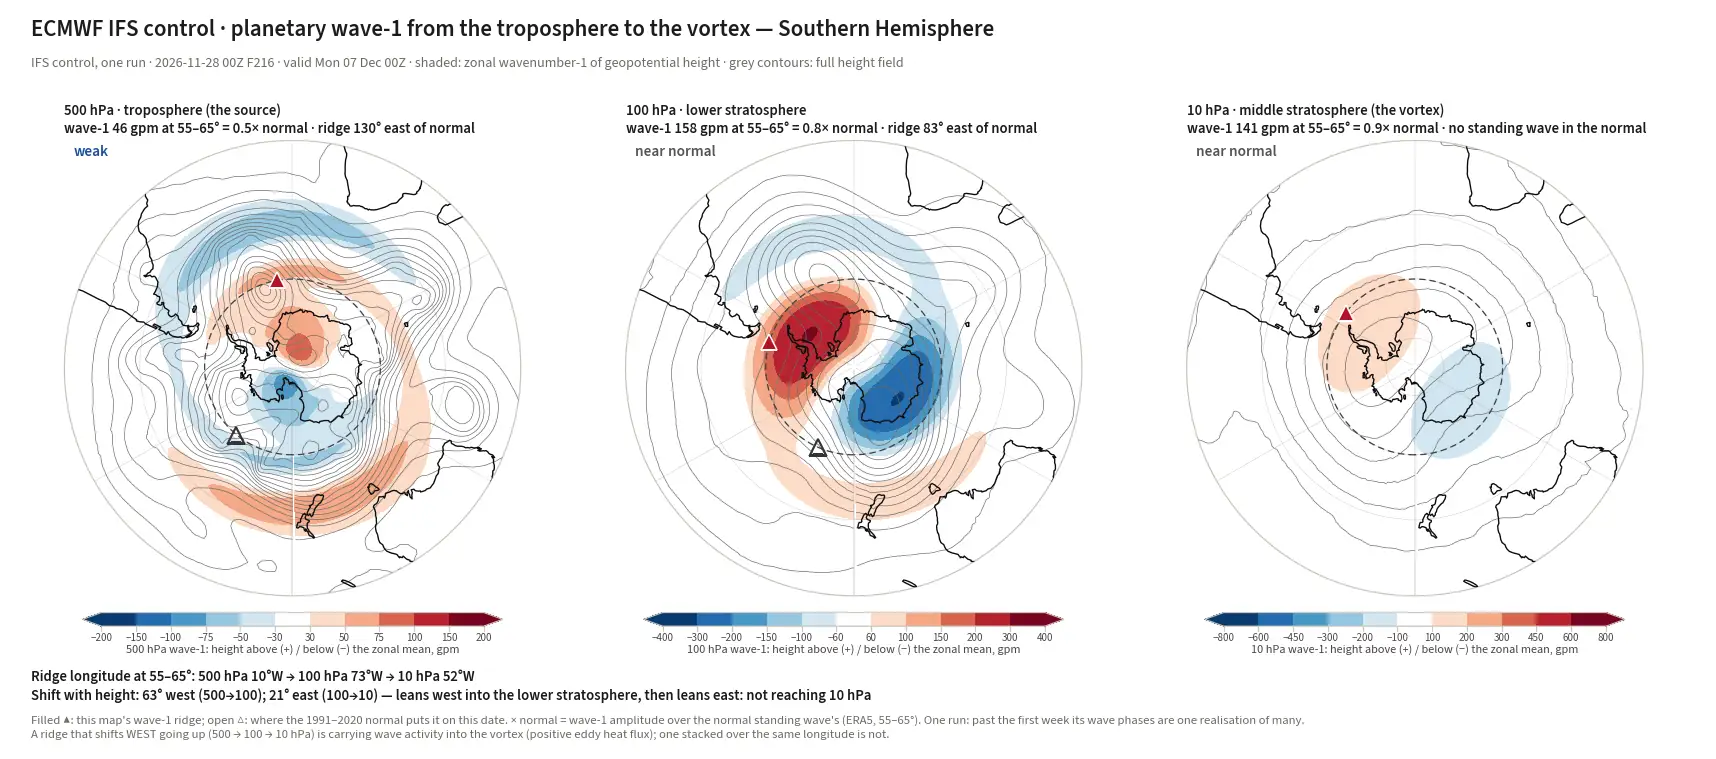 ECMWF IFS control · planetary wave-1 from the troposphere to the vortex — Southern Hemisphere
IFS control, one run · 2026-11-28 00Z F216 · valid Mon 07 Dec 00Z · shaded: zonal wavenumber-1 of geopotential height · grey contours: full height field
500 hPa · troposphere (the source)
wave-1 46 gpm at 55–65° = 0.5× normal · ridge 130° east of normal
weak
100 hPa · lower stratosphere
wave-1 158 gpm at 55–65° = 0.8× normal · ridge 83° east of normal
near normal
10 hPa · middle stratosphere (the vortex)
wave-1 141 gpm at 55–65° = 0.9× normal · no standing wave in the normal
near normal
−200 −150 −100 −75 −50 −30 30 50 75 100 150 200
500 hPa wave-1: height above (+) / below (−) the zonal mean, gpm
−400 −300 −200 −150 −100 −60 60 100 150 200 300 400
100 hPa wave-1: height above (+) / below (−) the zonal mean, gpm
−800 −600 −450 −300 −200 −100 100 200 300 450 600 800
10 hPa wave-1: height above (+) / below (−) the zonal mean, gpm
Ridge longitude at 55–65°: 500 hPa 10°W → 100 hPa 73°W → 10 hPa 52°W
Shift with height: 63° west (500→100); 21° east (100→10) — leans west into the lower stratosphere, then leans east: not reaching 10 hPa
Filled ▲: this map's wave-1 ridge; open △: where the 1991–2020 normal puts it on this date. × normal = wave-1 amplitude over the normal standing wave's (ERA5, 55–65°). One run: past the first week its wave phases are one realisation of many.
A ridge that shifts WEST going up (500 → 100 → 10 hPa) is carrying wave activity into the vortex (positive eddy heat flux); one stacked over the same longitude is not.